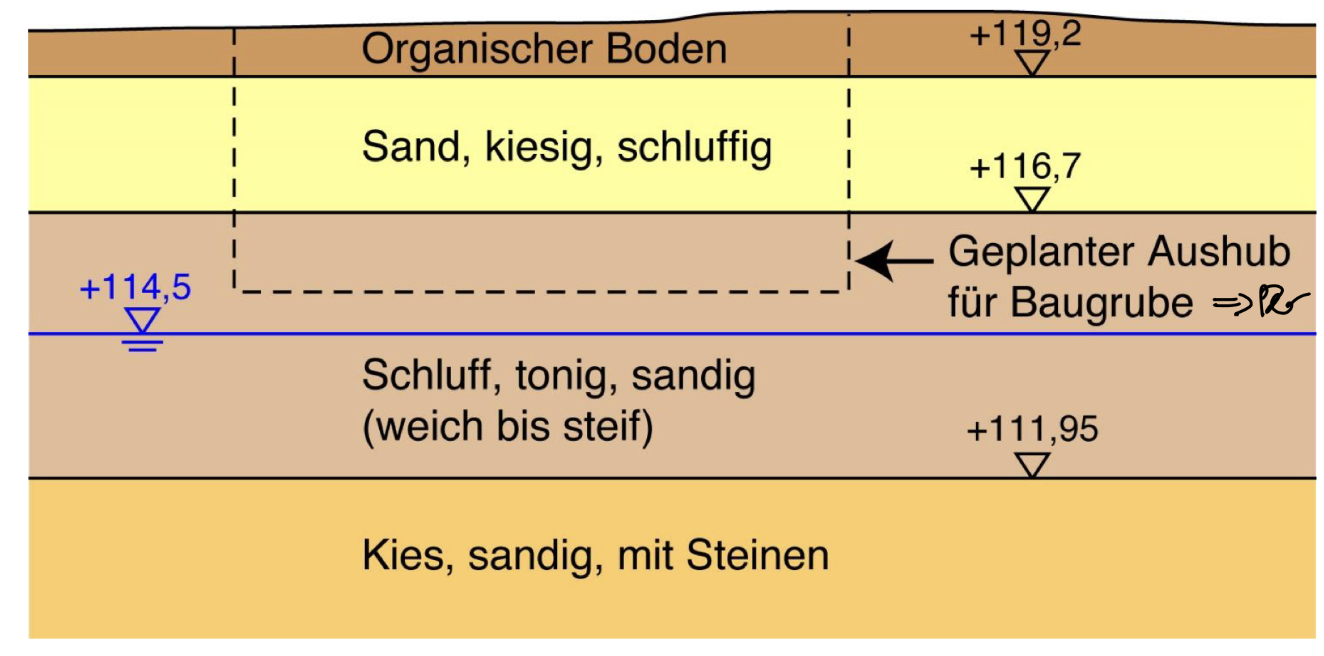 Organischer Boden
+119,2
Sand, kiesig, schluffig
+116,7
Geplanter Aushub
für Baugrube ⇒
+114,5
Schluff, tonig, sandig
(weich bis steif)
+111,95
Kies, sandig, mit Steinen